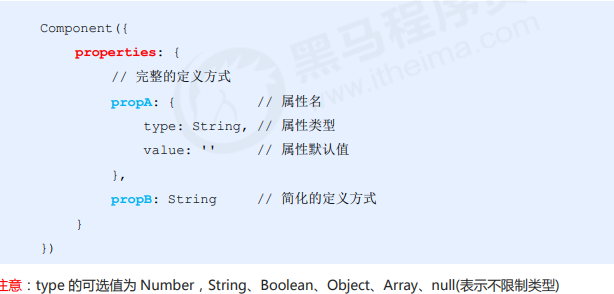 Component({
properties: {
// 完整的定义方式
propA: { // 属性名
type: String, // 属性类型
value: '' // 属性默认值
},
propB: String // 简化的定义方式
}
})
注意：type 的可选值为 Number，String、Boolean、Object、Array、null(表示不限制类型)
黑马程序员
www.itheima.com